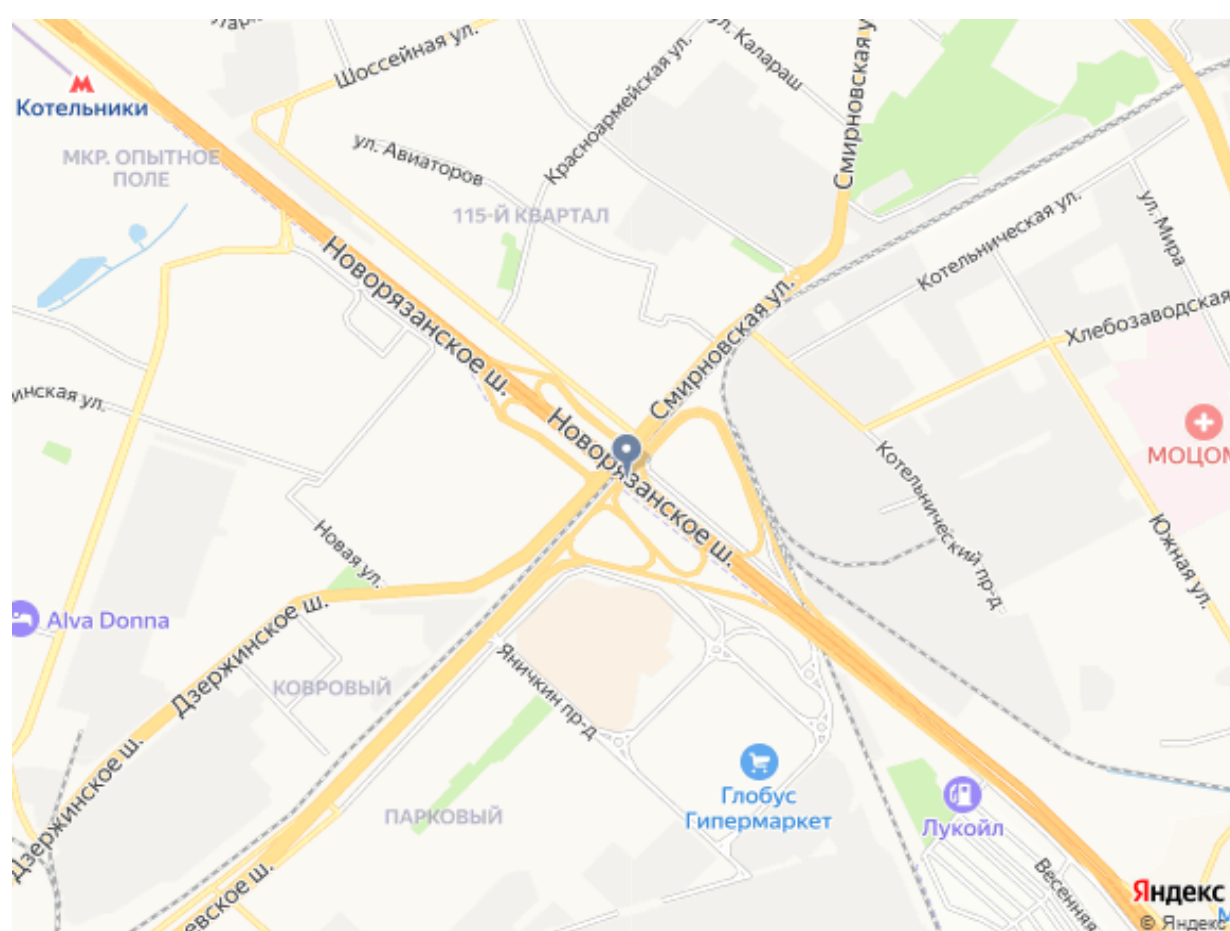 Шоссейная ул.
ул. Калараш
Смирновская ул.
Котельники
Красноармейская ул.
МКР. ОПЫТНОЕ
ПОЛЕ
ул. Авиаторов
115-Й КВАРТАЛ
Котельническая ул.
ул. Мира
Новорязанское ш.
Хлебозаводская
Смирновская ул.
инская ул.
Новорязанское ш.
МОЦОМ
Котельнический пр-д
Южная ул.
Новая ул.
Alva Donna
Дзержинское ш.
КОВРОВЫЙ
Яничкин пр-д
Дзержинское ш.
ПАРКОВЫЙ
Глобус
Гипермаркет
Лукойл
Весенняя
евское ш.
Яндекс
© Яндекс